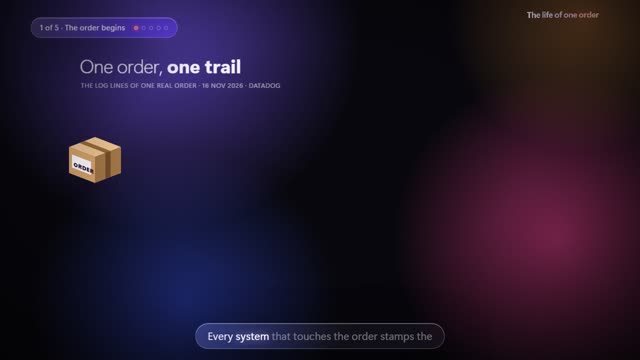 1 of 5 · The order begins
The life of one order
One order, one trail
THE LOG LINES OF ONE REAL ORDER · 16 NOV 2026 · DATADOG
ORDER
Every system that touches the order stamps the